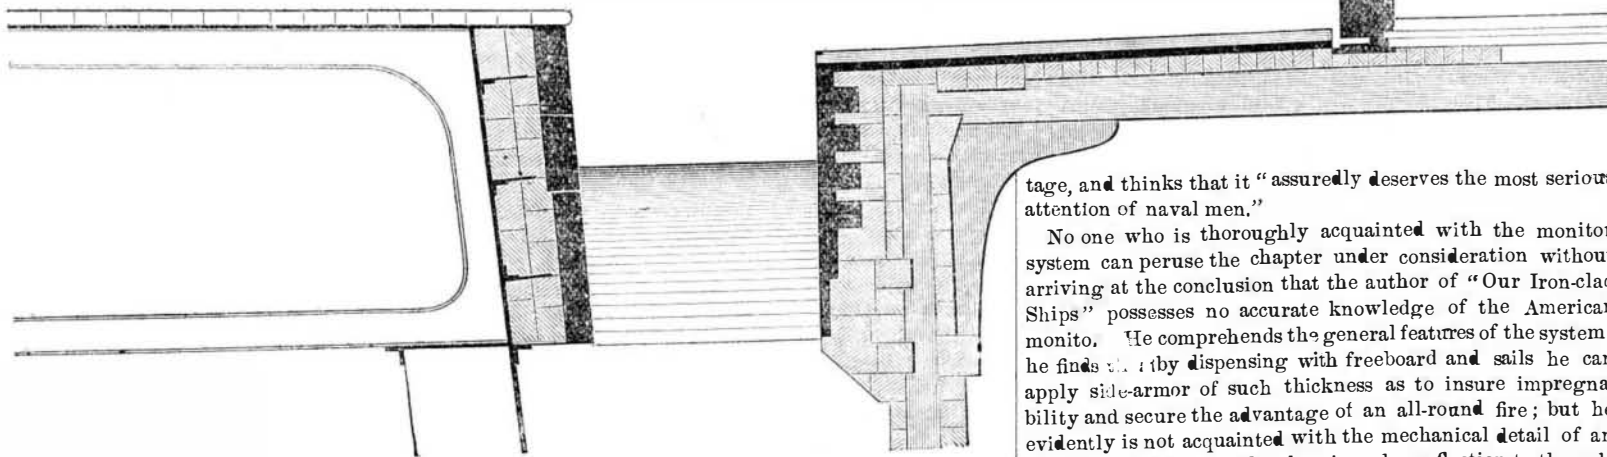 tage, and thinks that it “assuredly deserves the most serious
attention of naval men.”
No one who is thoroughly acquainted with the monitor
system can peruse the chapter under consideration without
arriving at the conclusion that the author of “Our Iron-clad
Ships” possesses no accurate knowledge of the American
He comprehends the general features of the system
he finds by dispensing with freeboard and sails he can
apply side-armor of such thickness as to insure impregna-
bility and secure the advantage of an all-round fire; but he
evidently is not acquainted with the mechanical detail of